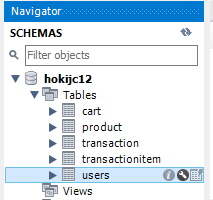 Navigator
SCHEMAS
Filter objects
hokijc12
Tables
cart
product
transaction
transactionitem
users
Views